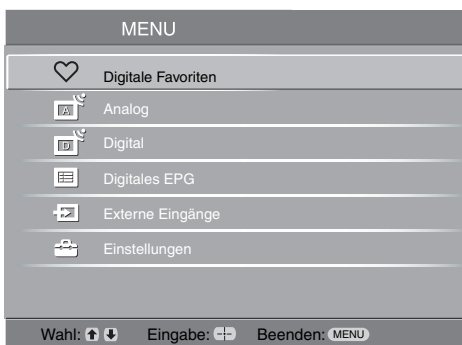 MENU
Digitale Favoriten
A Analog
D Digital
Digitales EPG
Externe Eingänge
Einstellungen
Wahl: Eingabe: Beenden: MENU